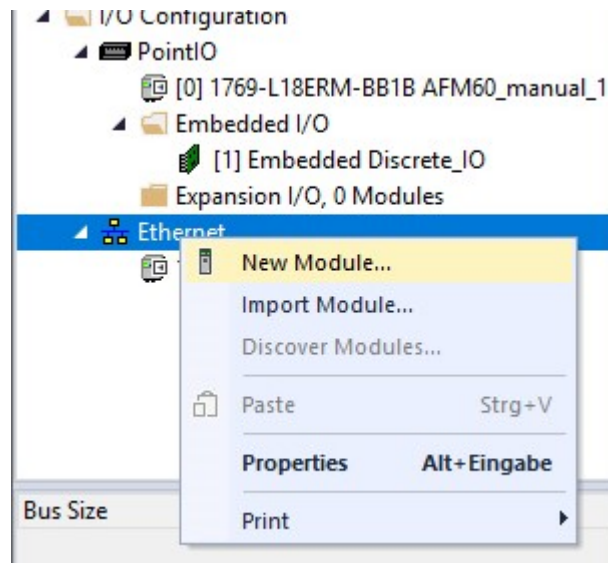 I/O Configuration
PointIO
[0] 1769-L18ERM-BB1B AFM60_manual_1
Embedded I/O
[1] Embedded Discrete_IO
Expansion I/O, 0 Modules
Ethernet
New Module...
Import Module...
Discover Modules...
Paste Strg+V
Properties Alt+Eingabe
Print
Bus Size